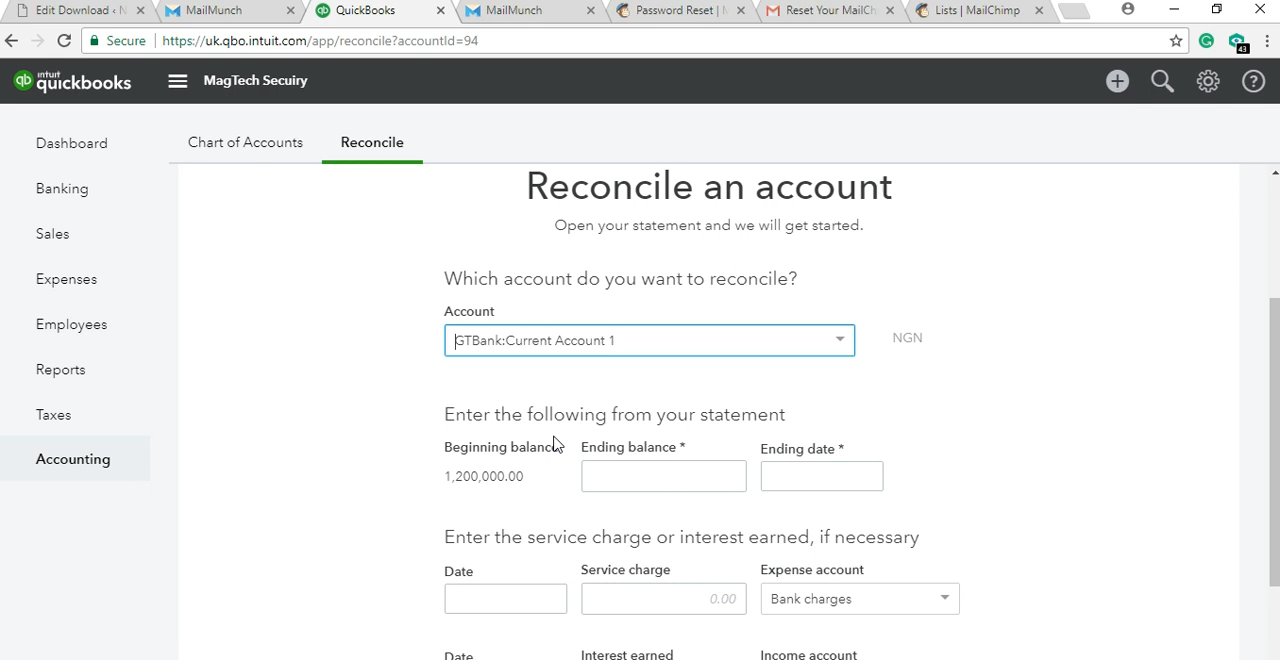 Edit Download ‹ N
MailMunch
QuickBooks
MailMunch
Password Reset |
Reset Your MailCh
Lists | MailChimp
Secure
https://uk.qbo.intuit.com/app/reconcile?accountId=94
43
qb intuit quickbooks
MagTech Secuiry
Dashboard
Banking
Sales
Expenses
Employees
Reports
Taxes
Accounting
Chart of Accounts
Reconcile
Reconcile an account
Open your statement and we will get started.
Which account do you want to reconcile?
Account
GTBank:Current Account 1
NGN
Enter the following from your statement
Beginning balance
Ending balance *
Ending date *
1,200,000.00
Enter the service charge or interest earned, if necessary
Date
Service charge
Expense account
0.00
Bank charges
Date
Interest earned
Income account